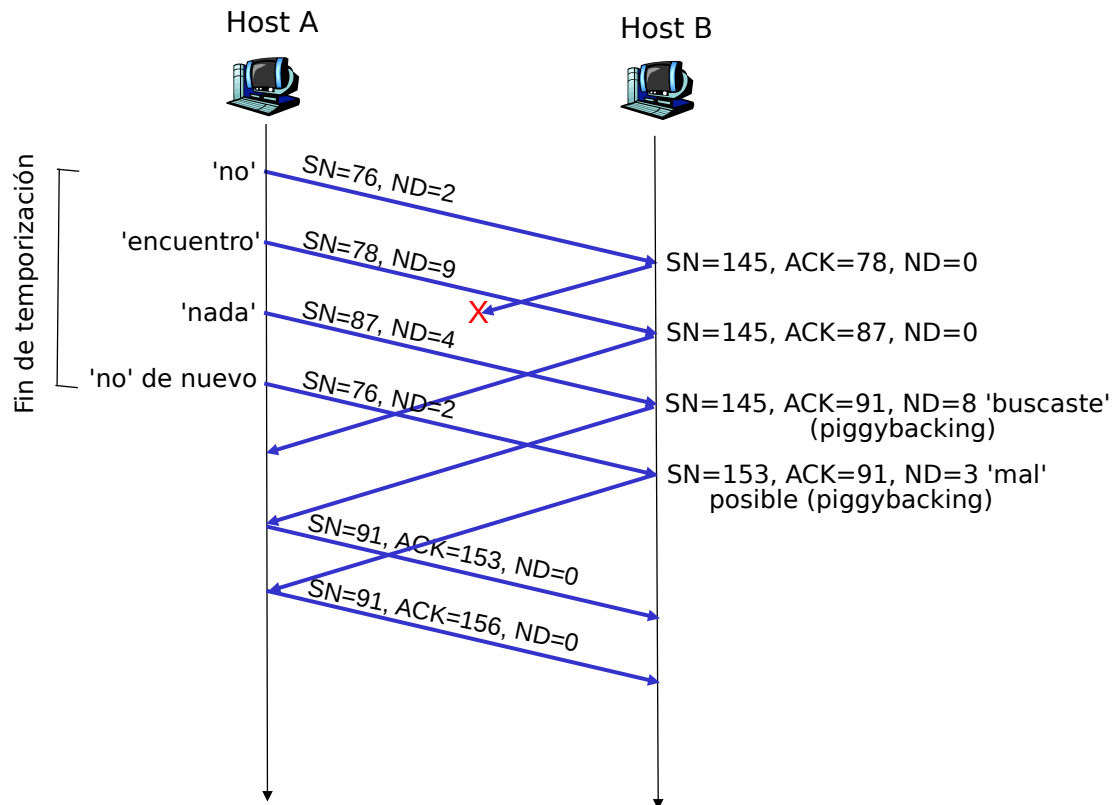 Host A
Host B
Fin de temporización
'no'
SN=76, ND=2
'encuentro'
SN=78, ND=9
SN=145, ACK=78, ND=0
'nada'
X
SN=87, ND=4
SN=145, ACK=87, ND=0
'no' de nuevo
SN=76, ND=2
SN=145, ACK=91, ND=8 'buscaste'
(piggybacking)
SN=153, ACK=91, ND=3 'mal'
posible (piggybacking)
SN=91, ACK=153, ND=0
SN=91, ACK=156, ND=0